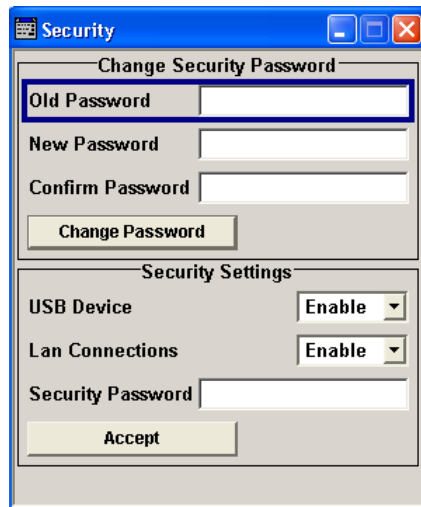 Security
Change Security Password
Old Password
New Password
Confirm Password
Change Password
Security Settings
USB Device Enable
Lan Connections Enable
Security Password
Accept